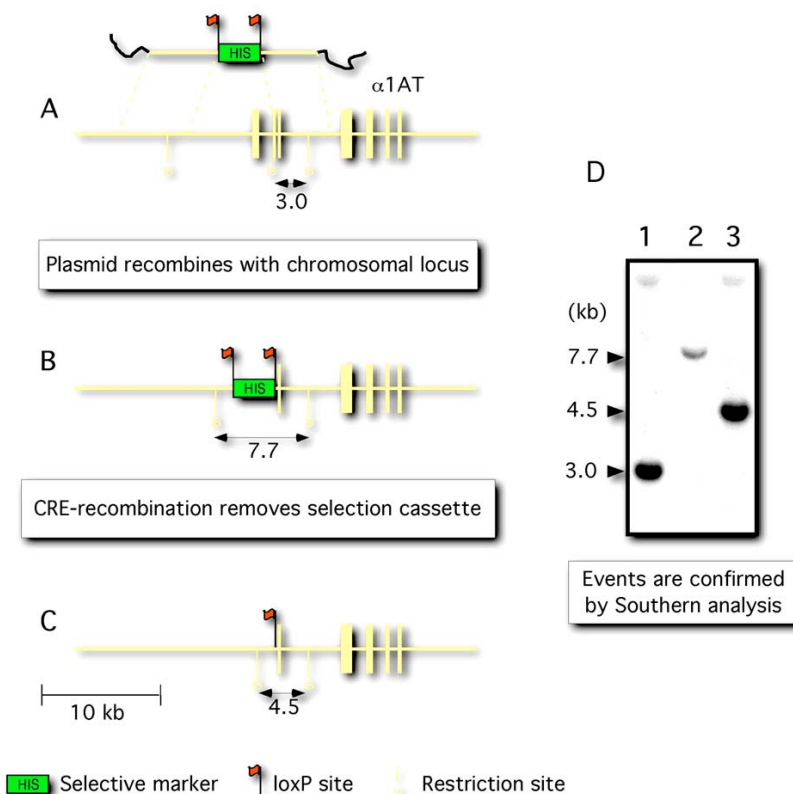 HIS
α1AT
A
3.0
Plasmid recombines with chromosomal locus
B
HIS
7.7
CRE-recombination removes selection cassette
C
4.5
10 kb
HIS Selective marker
loxP site
Restriction site
D
1 2 3
(kb)
7.7
4.5
3.0
Events are confirmed
by Southern analysis